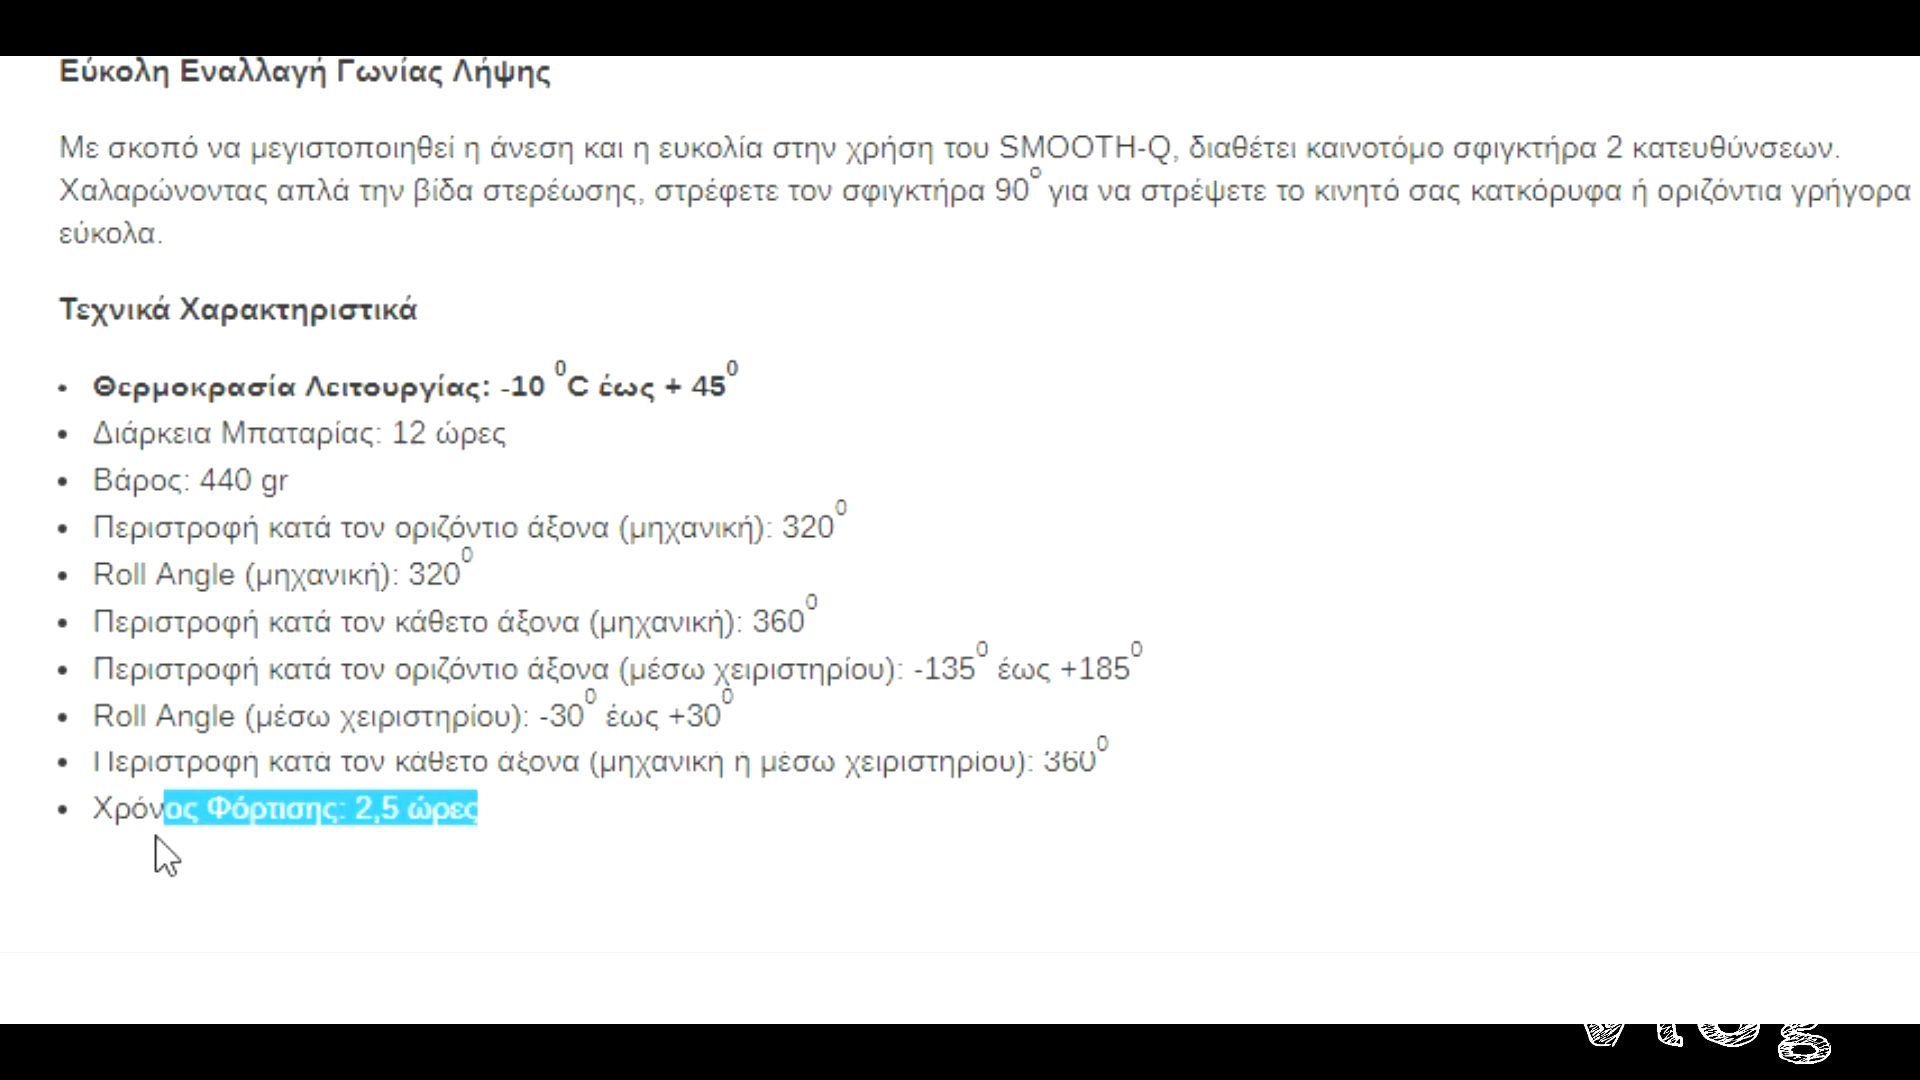 Εύκολη Εναλλαγή Γωνίας Λήψης
Με σκοπό να μεγιστοποιηθεί η άνεση και η ευκολία στην χρήση του SMOOTH-Q, διαθέτει καινοτόμο σφιγκτήρα 2 κατευθύνσεων.
Χαλαρώνοντας απλά την βίδα στερέωσης, στρέφετε τον σφιγκτήρα 90⁰ για να στρέψετε το κινητό σας κατκόρυφα ή οριζόντια γρήγορα
εύκολα.
Τεχνικά Χαρακτηριστικά
• Θερμοκρασία Λειτουργίας: -10 ⁰C έως + 45⁰
• Διάρκεια Μπαταρίας: 12 ώρες
• Βάρος: 440 gr
• Περιστροφή κατά τον οριζόντιο άξονα (μηχανική): 320⁰
• Roll Angle (μηχανική): 320⁰
• Περιστροφή κατά τον κάθετο άξονα (μηχανική): 360⁰
• Περιστροφή κατά τον οριζόντιο άξονα (μέσω χειριστηρίου): -135⁰ έως +185⁰
• Roll Angle (μέσω χειριστηρίου): -30⁰ έως +30⁰
• Περιστροφή κατά τον κάθετο άξονα (μηχανική ή μέσω χειριστηρίου): 360⁰
• Χρόνος Φόρτισης: 2,5 ώρες
vlog